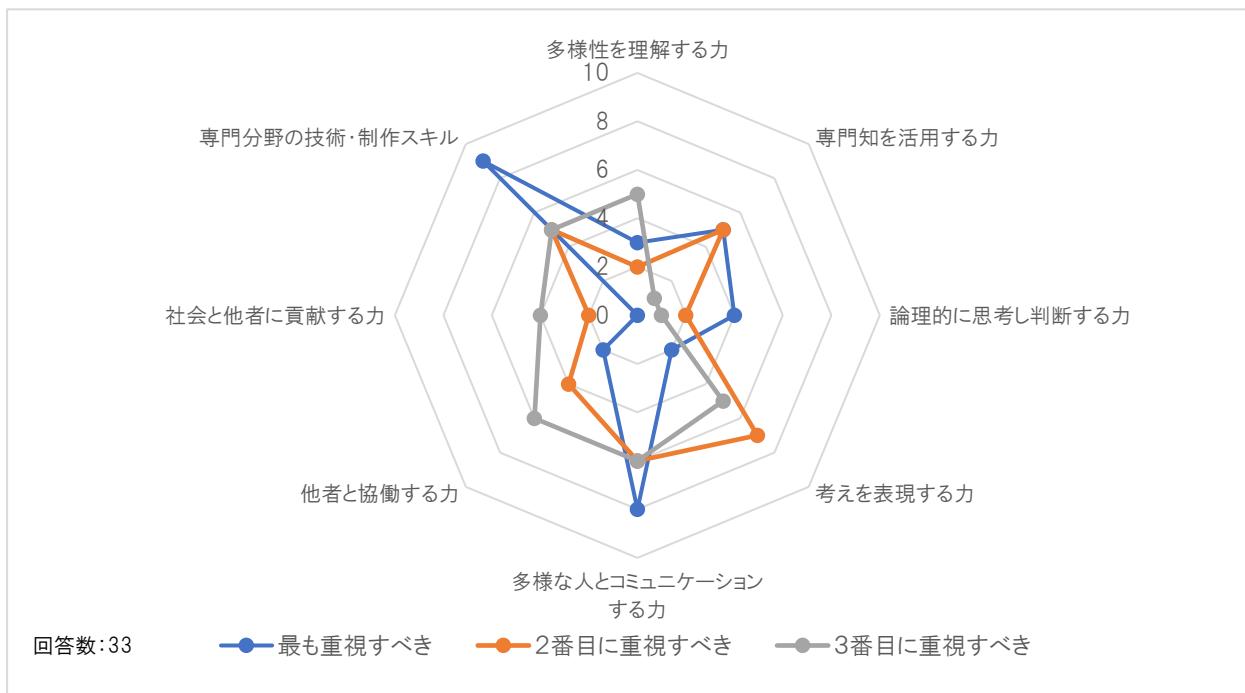 多様性を理解する力
10
8
6
4
2
0
専門知を活用する力
論理的に思考し判断する力
考えを表現する力
多様な人とコミュニケーション
する力
他者と協働する力
社会と他者に貢献する力
専門分野の技術・制作スキル
回答数：33
最も重視すべき
2番目に重視すべき
3番目に重視すべき